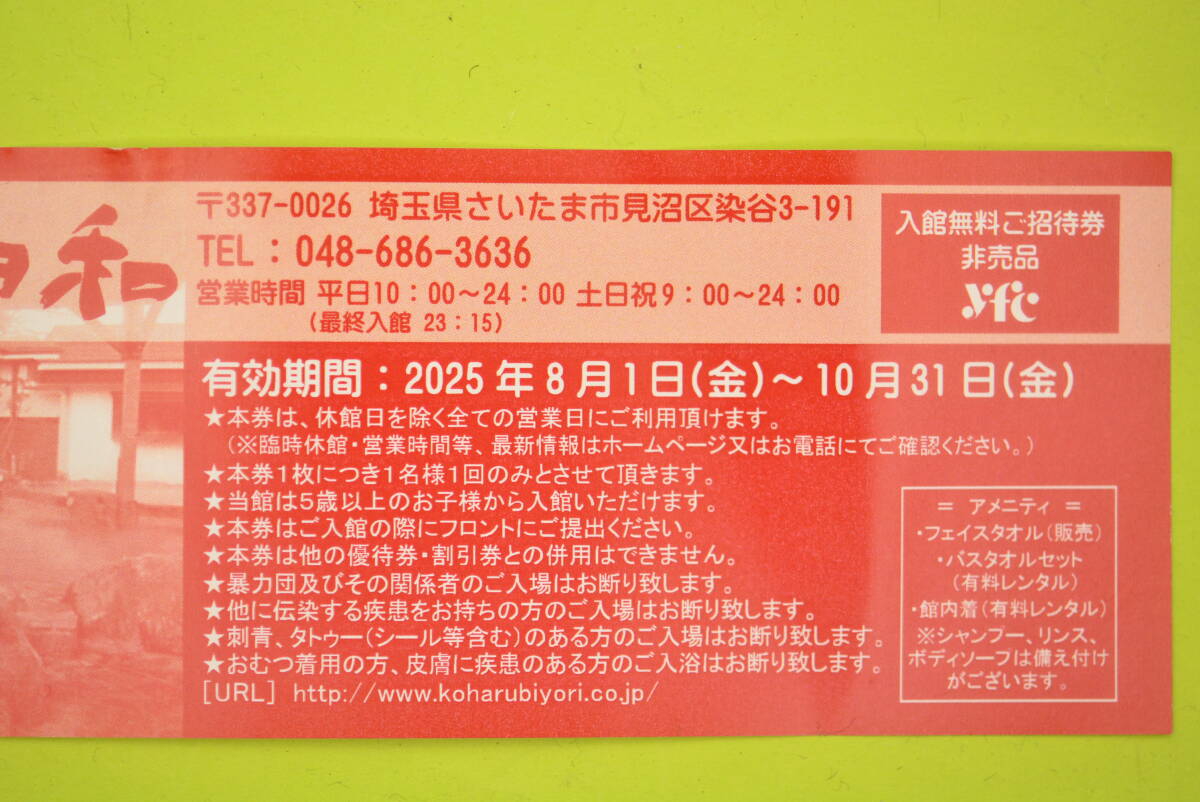 日和
〒337-0026 埼玉県さいたま市見沼区染谷3-191
TEL：048-686-3636
営業時間 平日10：00～24：00 土日祝9：00～24：00
(最終入館 23：15)
入館無料ご招待券
非売品
yfc
有効期間：2025年8月1日(金)～10月31日(金)
★本券は、休館日を除く全ての営業日にご利用頂けます。
(※臨時休館・営業時間等、最新情報はホームページ又はお電話にてご確認ください。)
★本券1枚につき1名様1回のみとさせて頂きます。
★当館は5歳以上のお子様から入館いただけます。
★本券はご入館の際にフロントにご提出ください。
★本券は他の優待券・割引券との併用はできません。
★暴力団及びその関係者のご入場はお断り致します。
★他に伝染する疾患をお持ちの方のご入場はお断り致します。
★刺青、タトゥー(シール等含む)のある方のご入場はお断り致します。
★おむつ着用の方、皮膚に疾患のある方のご入浴はお断り致します。
[URL] http://www.koharubiyori.co.jp/
＝ アメニティ ＝
・フェイスタオル(販売)
・バスタオルセット
(有料レンタル)
・館内着(有料レンタル)
※シャンプー、リンス、
ボディソープは備え付け
がございます。